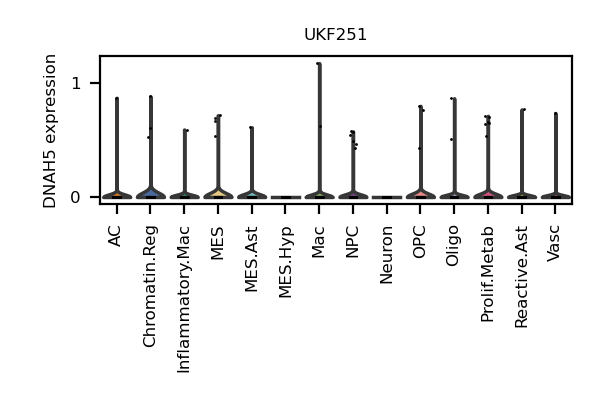 UKF251
DNAH5 expression
1
0
AC
Chromatin.Reg
Inflammatory.Mac
MES
MES.Ast
MES.Hyp
Mac
NPC
Neuron
OPC
Oligo
Prolif.Metab
Reactive.Ast
Vasc